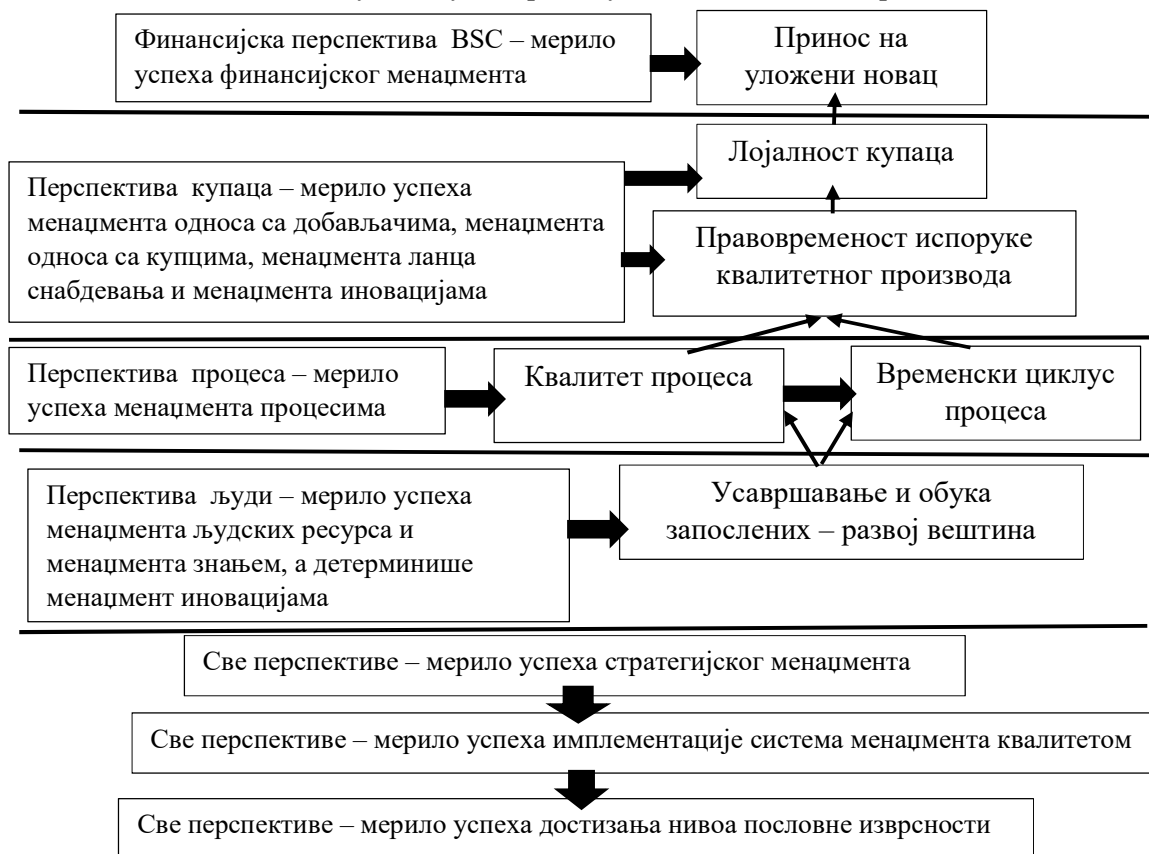 Финансијска перспектива BSC – мерило
успеха финансијског менаџмента
Принос на
уложени новац
Лојалност купаца
Перспектива купаца – мерило успеха
менаџмента односа са добављачима, менаџмента
односа са купцима, менаџмента ланца
снабдевања и менаџмента иновацијама
Правовременост испоруке
квалитетног производа
Перспектива процеса – мерило
успеха менаџмента процесима
Квалитет процеса
Временски циклус
процеса
Перспектива људи – мерило успеха
менаџмента људских ресурса и
менаџмента знањем, а детерминише
менаџмент иновацијама
Усавршавање и обука
запослених – развој вештина
Све перспективе – мерило успеха стратегијског менаџмента
Све перспективе – мерило успеха имплементације система менаџмента квалитетом
Све перспективе – мерило успеха достизања нивоа пословне изврсности